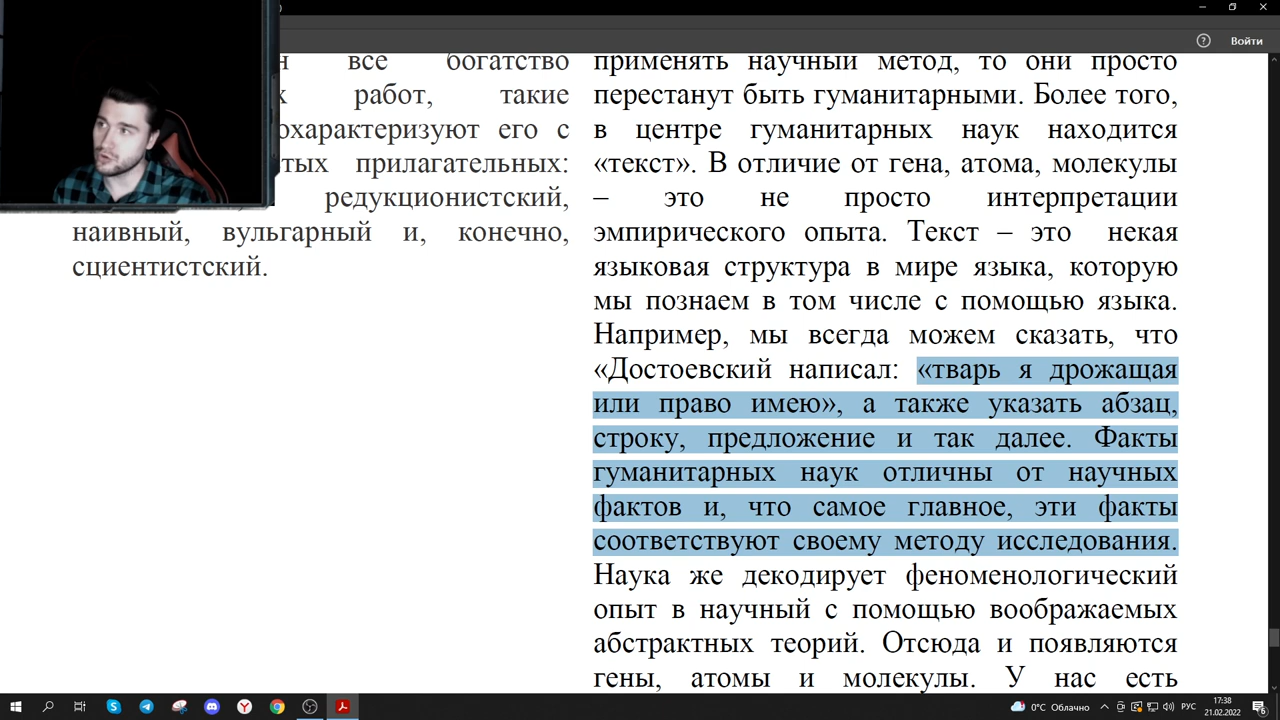 Войти
все богатство
работ, такие
охарактеризуют его с
прилагательных:
редукционистский,
наивный, вульгарный и, конечно,
сциентистский.
применять научный метод, то они просто
перестанут быть гуманитарными. Более того,
в центре гуманитарных наук находится
«текст». В отличие от гена, атома, молекулы
– это не просто интерпретации
эмпирического опыта. Текст – это некая
языковая структура в мире языка, которую
мы познаем в том числе с помощью языка.
Например, мы всегда можем сказать, что
«Достоевский написал: «тварь я дрожащая
или право имею», а также указать абзац,
строку, предложение и так далее. Факты
гуманитарных наук отличны от научных
фактов и, что самое главное, эти факты
соответствуют своему методу исследования.
Наука же декодирует феноменологический
опыт в научный с помощью воображаемых
абстрактных теорий. Отсюда и появляются
гены, атомы и молекулы. У нас есть
0°C Облачно
РУС
17:38
21.02.2022
6